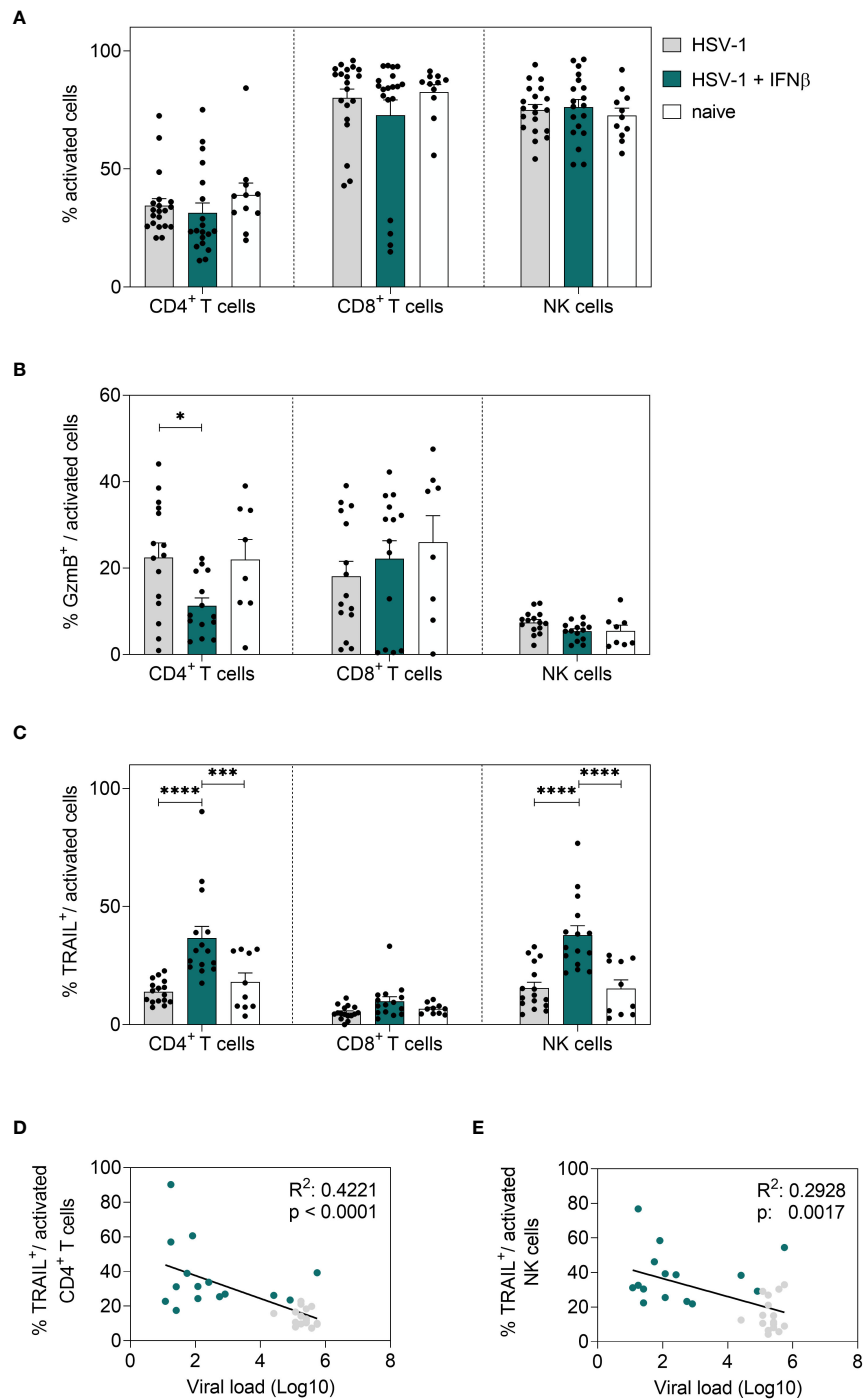 A
% activated cells
100
50
0
CD4+ T cells
CD8+ T cells
NK cells
HSV-1
HSV-1 + IFNβ
naive
B
% GzmB+ / activated cells
60
40
20
0
*
CD4+ T cells
CD8+ T cells
NK cells
C
% TRAIL+/ activated cells
100
50
0
**** ***
**** ****
CD4+ T cells
CD8+ T cells
NK cells
D
% TRAIL+/ activated
CD4+ T cells
100
80
60
40
20
0
R2: 0.4221
p < 0.0001
0 2 4 6 8
Viral load (Log10)
E
% TRAIL+/ activated
NK cells
100
80
60
40
20
0
R2: 0.2928
p: 0.0017
0 2 4 6 8
Viral load (Log10)